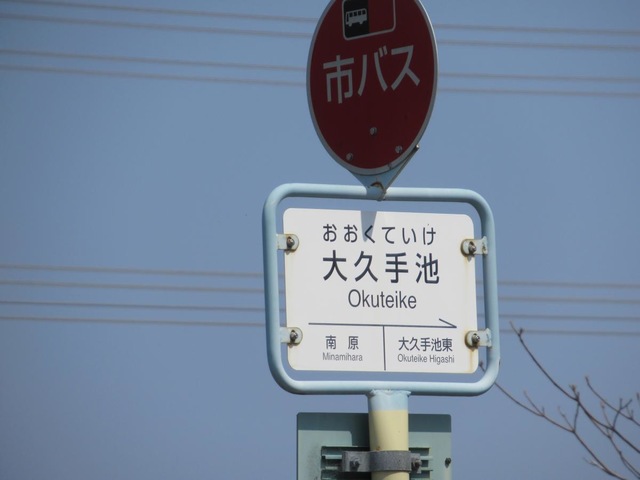 市バス
おおくていけ
大久手池
Okuteike
南原
Minamihara
大久手池東
Okuteike Higashi